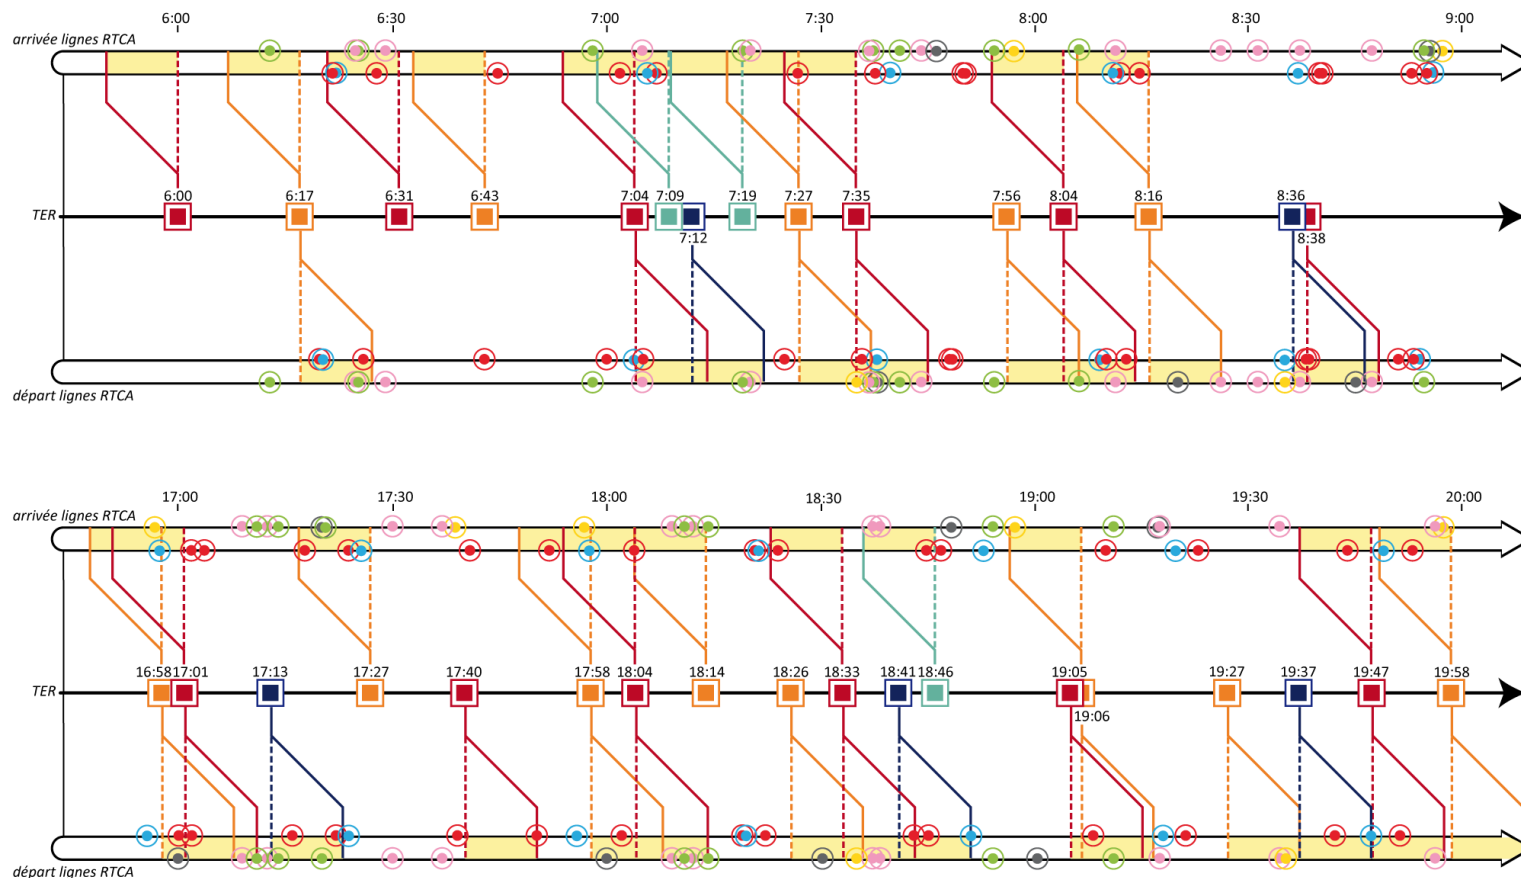 6:00 6:30 7:00 7:30 8:00 8:30 9:00
arrivée lignes RTCA
6:00 6:17 6:31 6:43 7:04 7:09 7:19 7:27 7:35 7:56 8:04 8:16 8:36
TER
7:12 8:38
départ lignes RTCA
17:00 17:30 18:00 18:30 19:00 19:30 20:00
arrivée lignes RTCA
16:58 17:01 17:13 17:27 17:40 17:58 18:04 18:14 18:26 18:33 18:41 18:46 19:05 19:27 19:37 19:47 19:58
TER
19:06
départ lignes RTCA